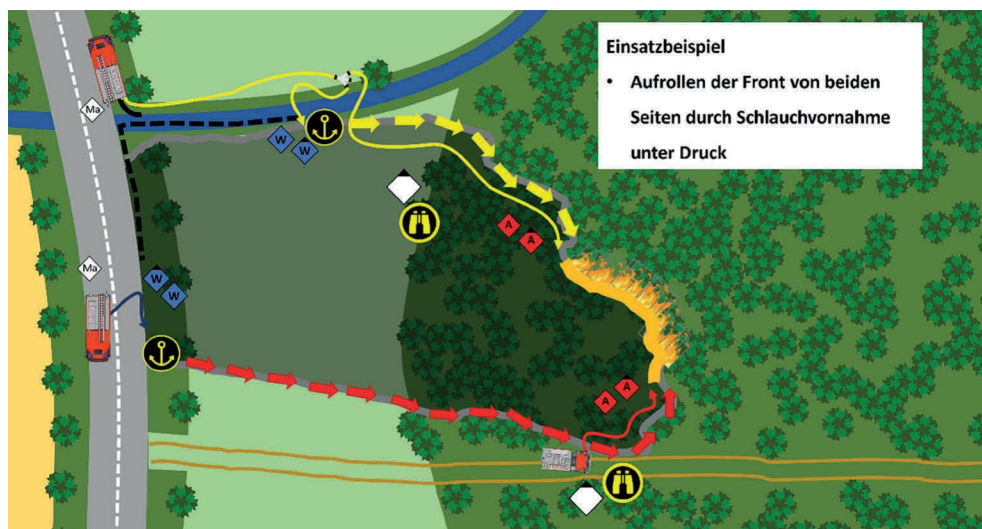 Einsatzbeispiel
• Aufrollen der Front von beiden
Seiten durch Schlauchvornahme
unter Druck
Ma
W
W
A
A
Ma
W
W
A
A